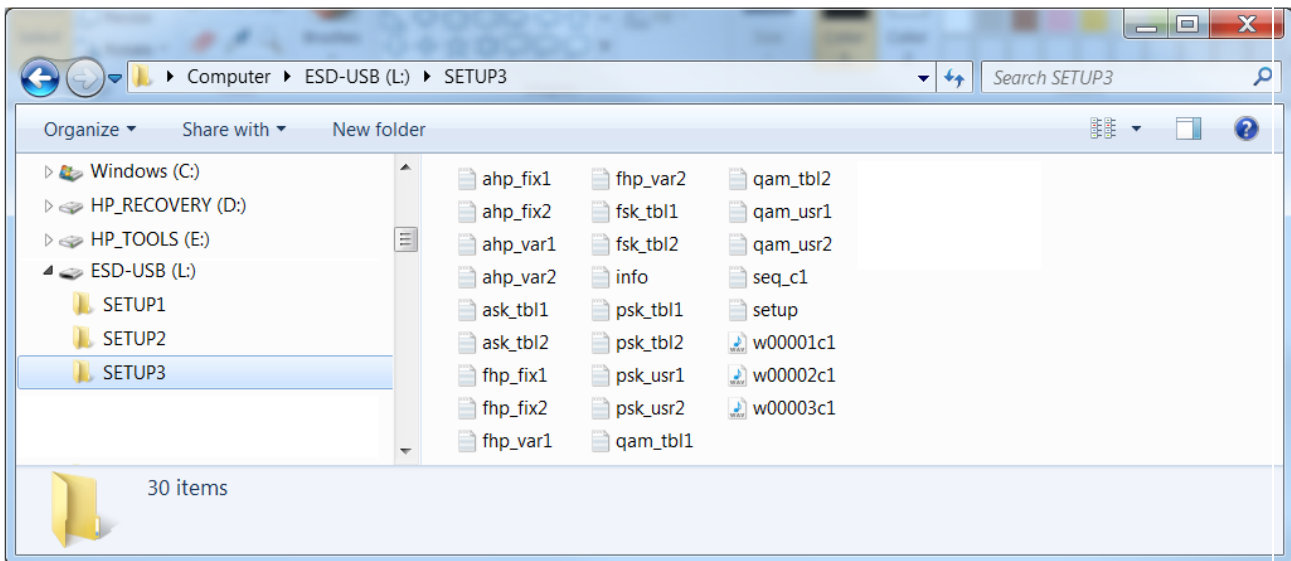 Computer ▸ ESD-USB (L:) ▸ SETUP3
Search SETUP3
Organize Share with New folder
Windows (C:)
HP_RECOVERY (D:)
HP_TOOLS (E:)
ESD-USB (L:)
SETUP1
SETUP2
SETUP3
ahp_fix1 fhp_var2 qam_tbl2
ahp_fix2 fsk_tbl1 qam_usr1
ahp_var1 fsk_tbl2 qam_usr2
ahp_var2 info seq_c1
ask_tbl1 psk_tbl1 setup
ask_tbl2 psk_tbl2 w00001c1
fhp_fix1 psk_usr1 w00002c1
fhp_fix2 psk_usr2 w00003c1
fhp_var1 qam_tbl1
30 items